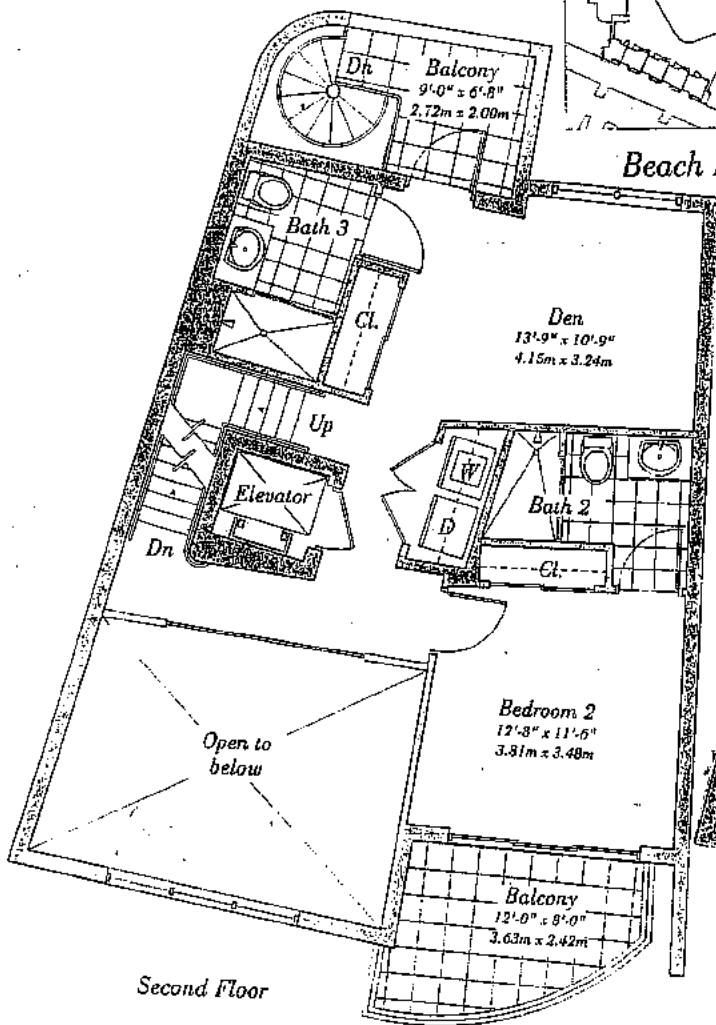 Dn
Balcony
9'-0" x 6'-8"
2.72m x 2.00m
Beach
Bath 3
Cl.
Den
13'-9" x 10'-9"
4.15m x 3.24m
Up
Elevator
W
D
Bath 2
Dn
Cl.
Bedroom 2
12'-8" x 11'-6"
3.81m x 3.48m
Open to
below
Balcony
12'-0" x 8'-0"
3.63m x 2.42m
Second Floor